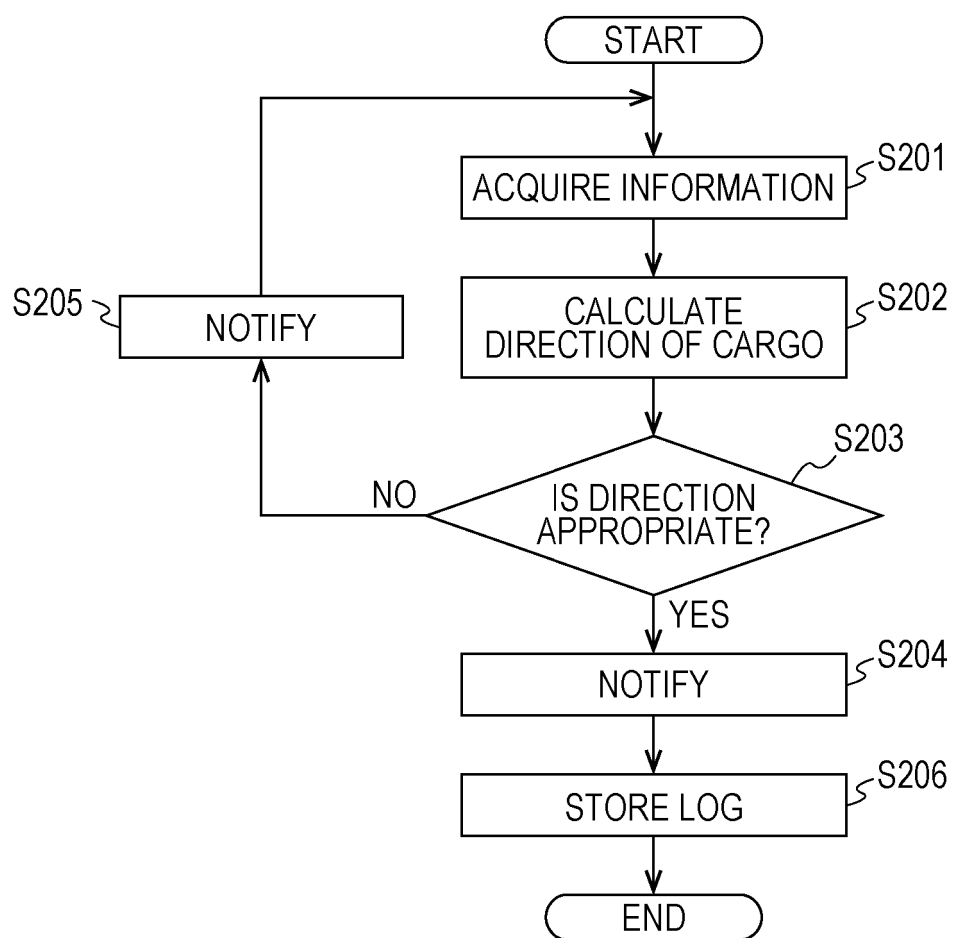 START
S201
ACQUIRE INFORMATION
S202
CALCULATE
DIRECTION OF CARGO
S205
NOTIFY
S203
IS DIRECTION
APPROPRIATE?
NO
YES
S204
NOTIFY
S206
STORE LOG
END